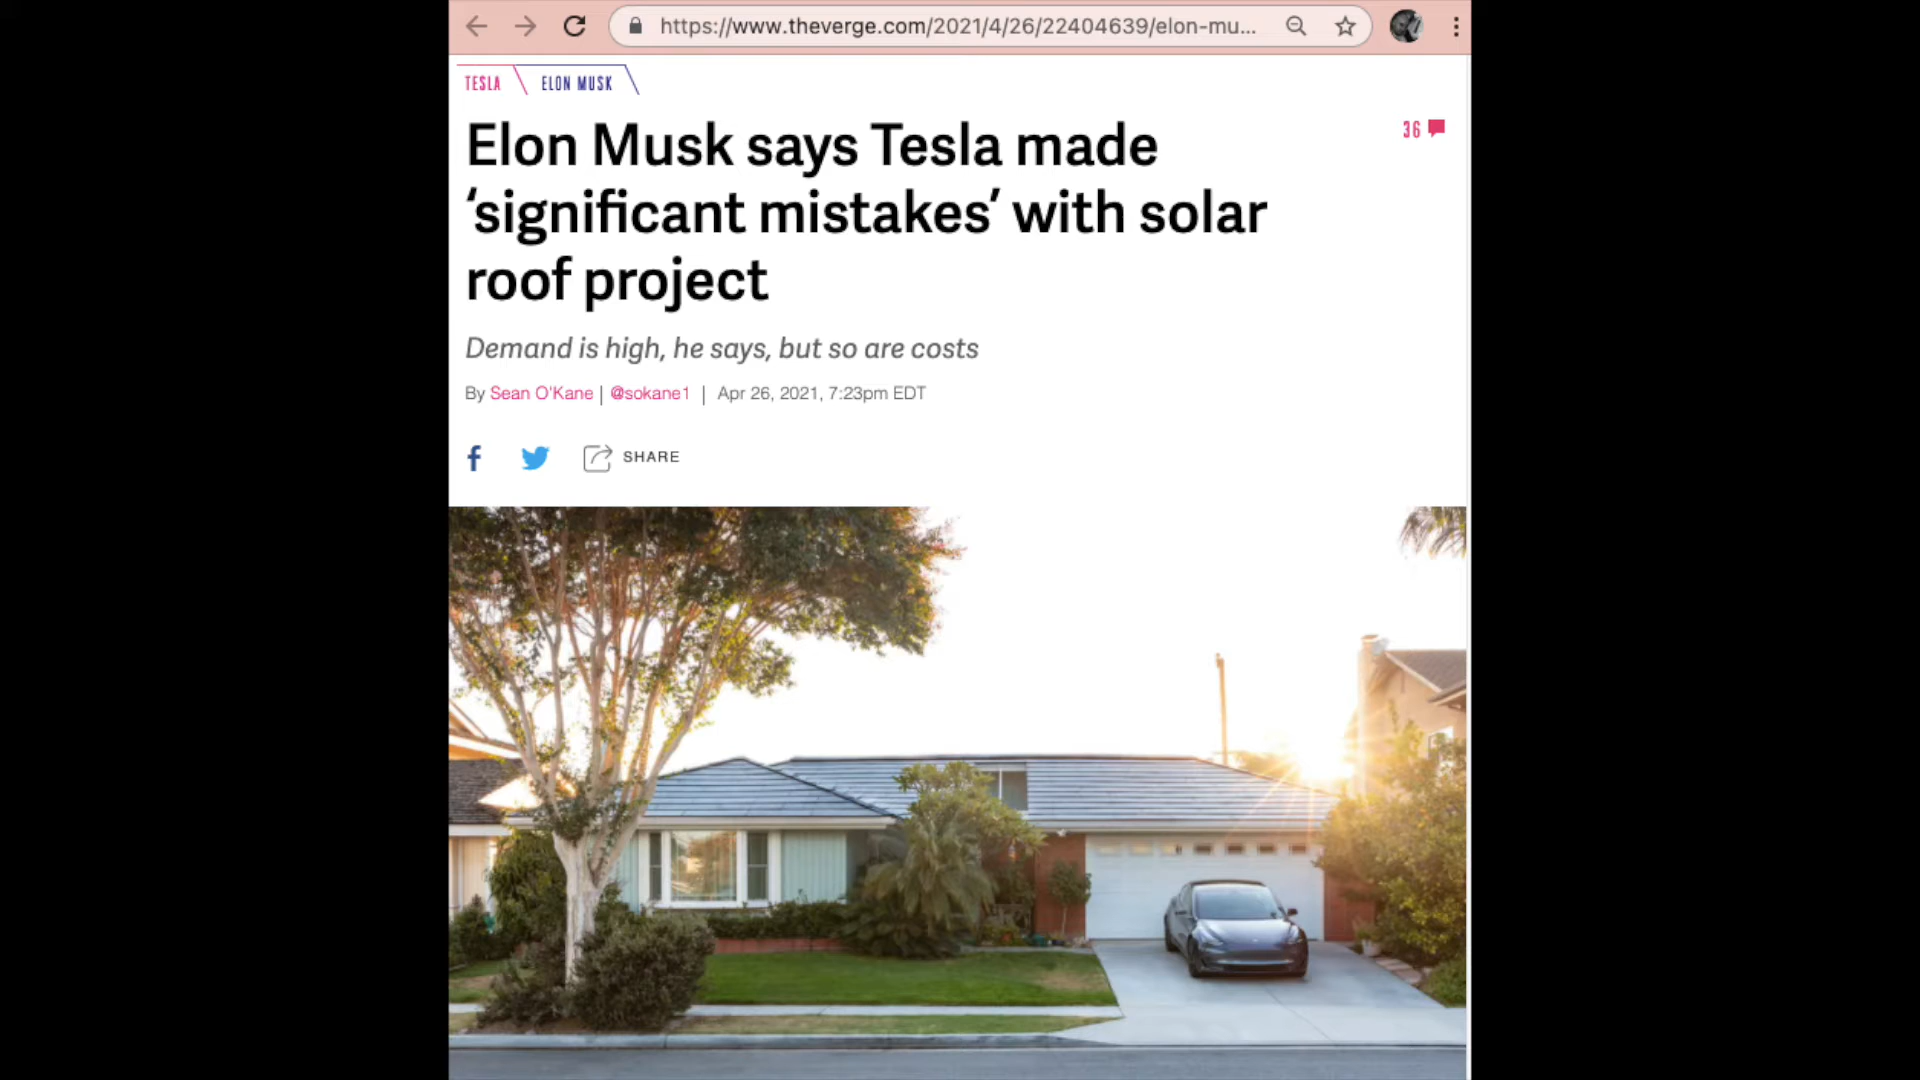 https://www.theverge.com/2021/4/26/22404639/elon-mu...
TESLA ELON MUSK
Elon Musk says Tesla made
‘significant mistakes’ with solar
roof project
36
Demand is high, he says, but so are costs
By Sean O'Kane | @sokane1 | Apr 26, 2021, 7:23pm EDT
SHARE